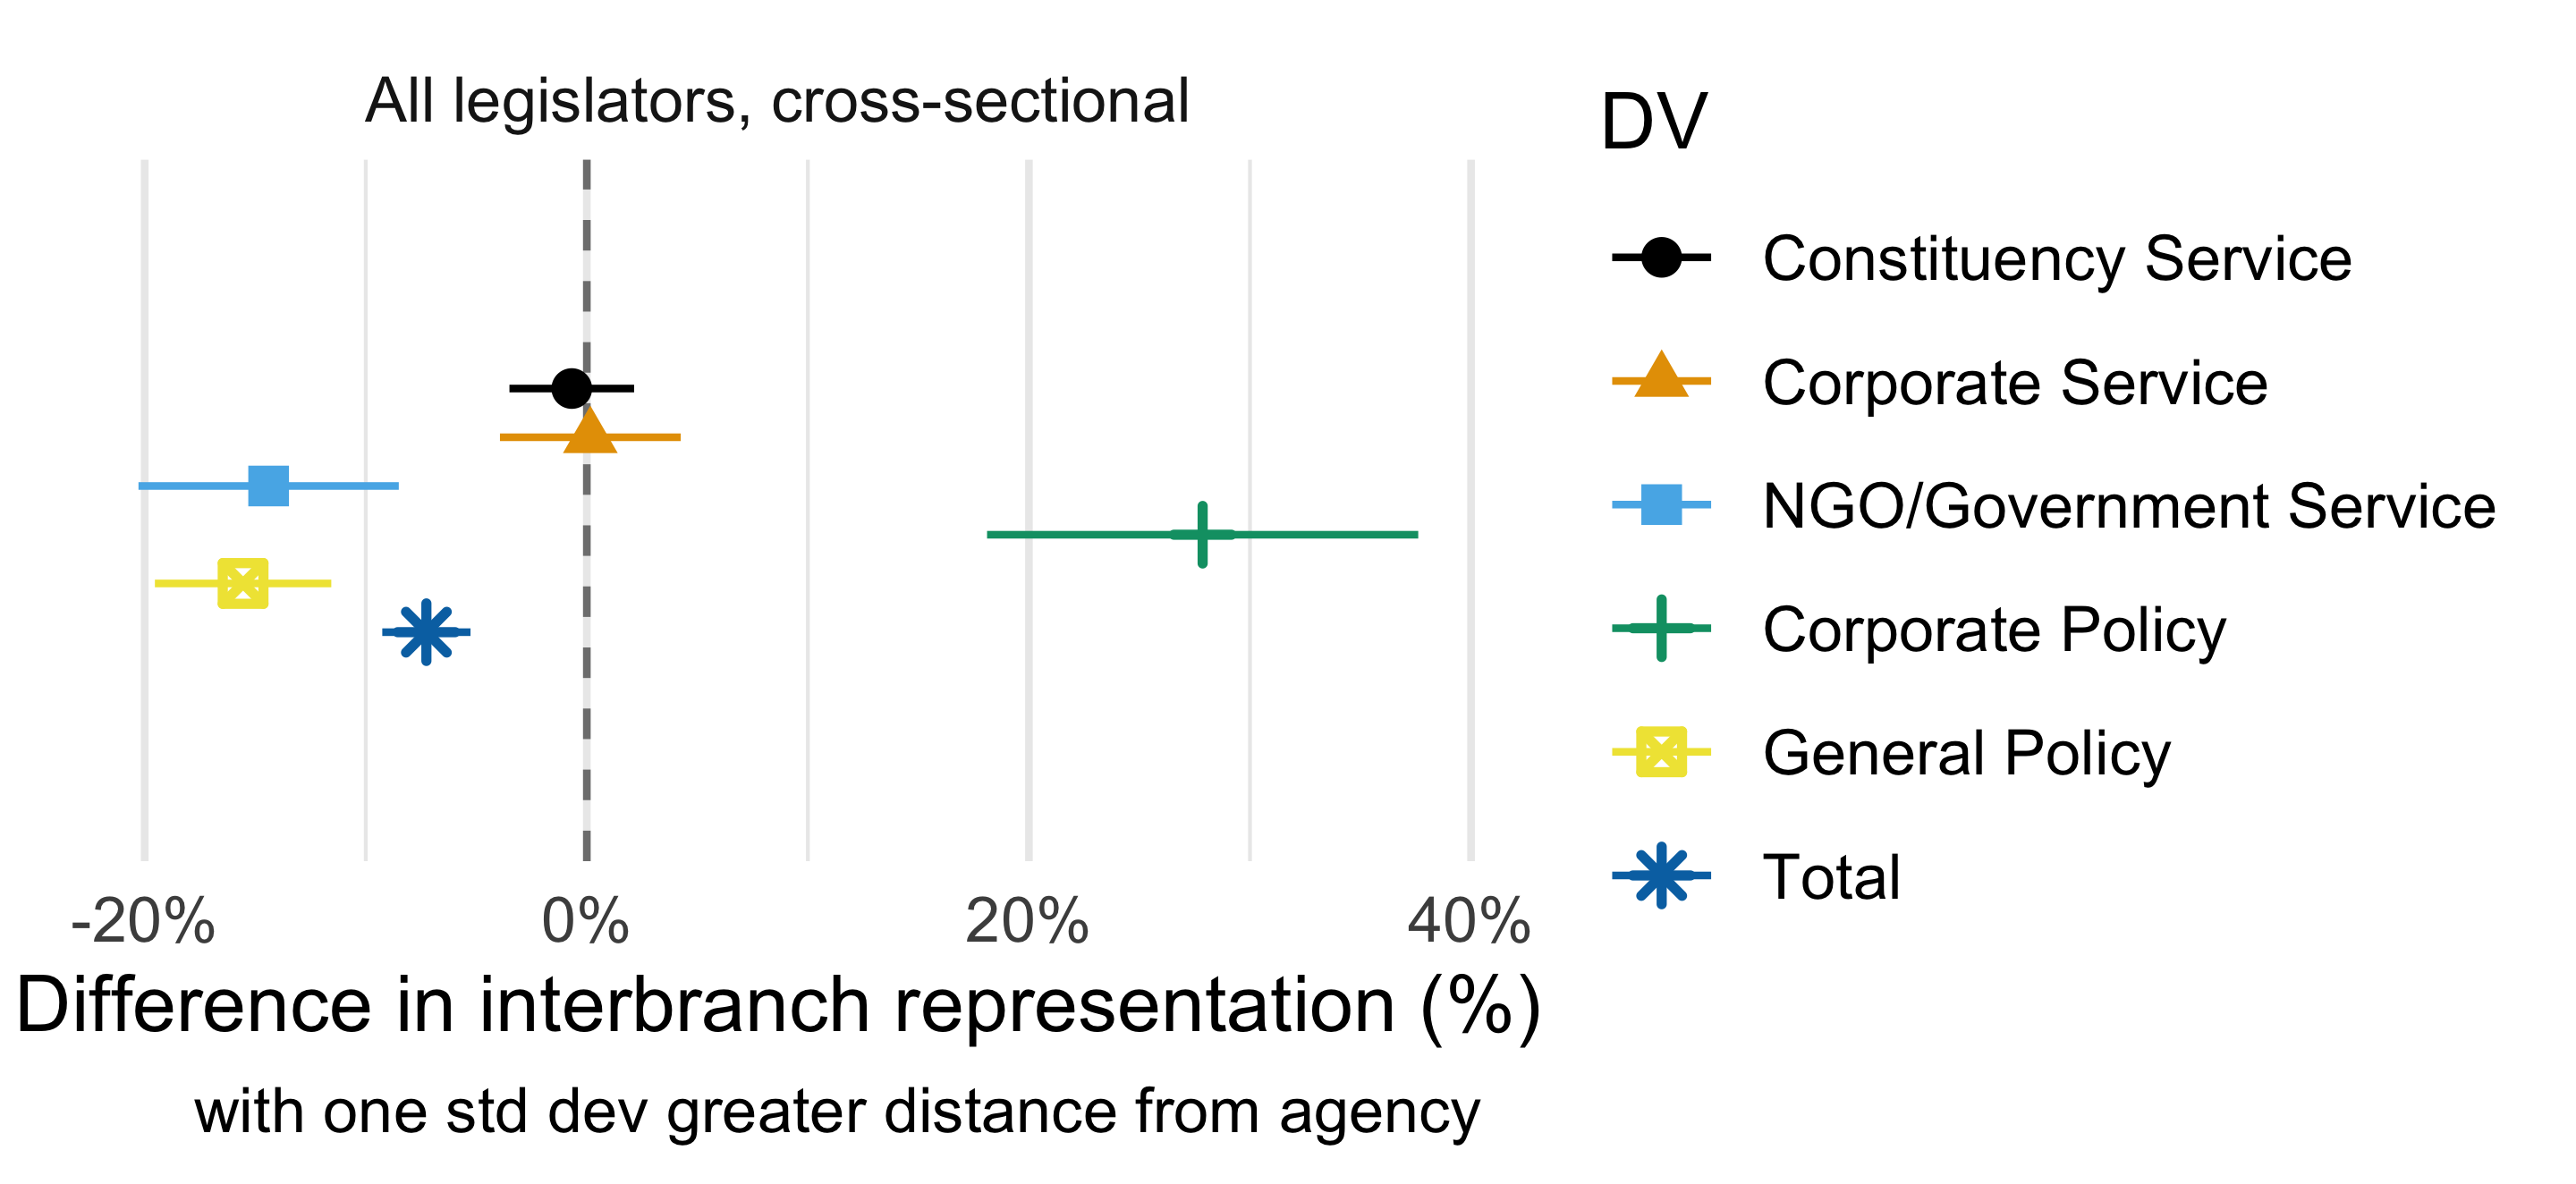 All legislators, cross-sectional
DV
Constituency Service
Corporate Service
NGO/Government Service
Corporate Policy
General Policy
Total
-20%
0%
20%
40%
Difference in interbranch representation (%)
with one std dev greater distance from agency